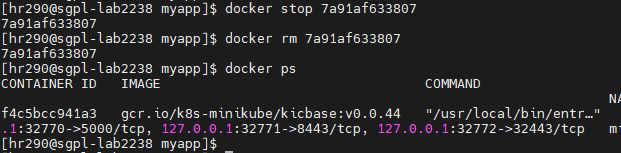 [hr290@sgpl-lab2238 myapp]$ docker stop 7a91af633807
7a91af633807
[hr290@sgpl-lab2238 myapp]$ docker rm 7a91af633807
7a91af633807
[hr290@sgpl-lab2238 myapp]$ docker ps
CONTAINER ID   IMAGE                                 COMMAND
NA
f4c5bcc941a3   gcr.io/k8s-minikube/kicbase:v0.0.44   "/usr/local/bin/entr…"
.1:32770->5000/tcp, 127.0.0.1:32771->8443/tcp, 127.0.0.1:32772->32443/tcp   mi
[hr290@sgpl-lab2238 myapp]$